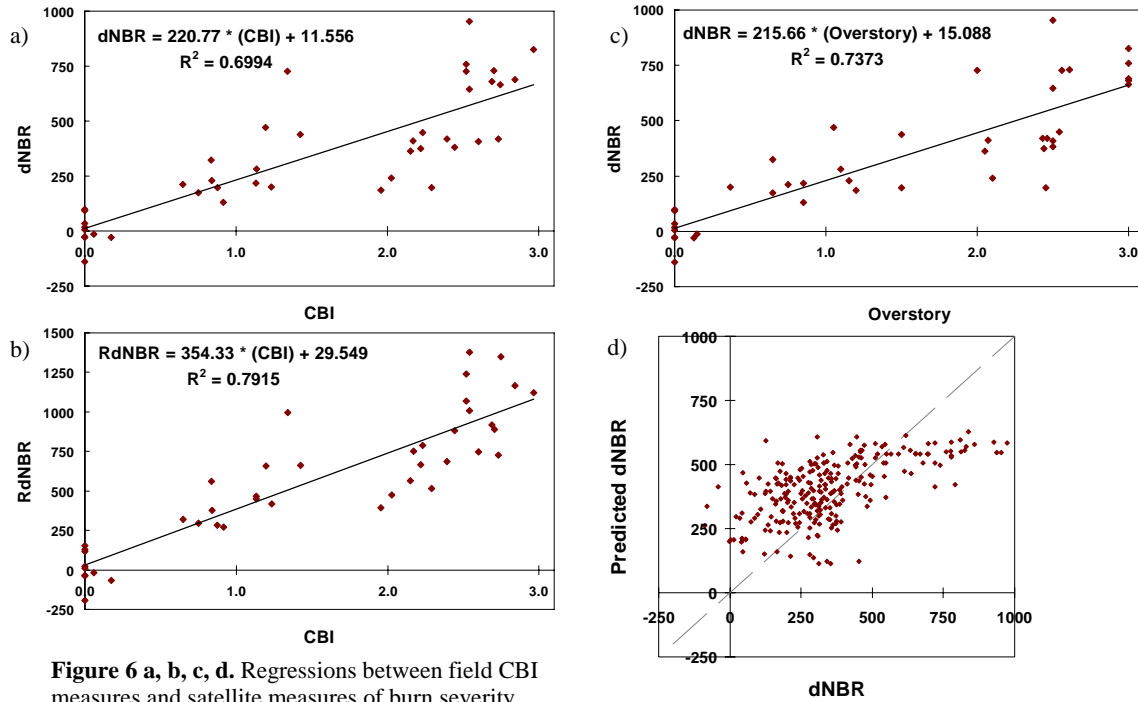 a)
dNBR = 220.77 * (CBI) + 11.556
R² = 0.6994
1000
750
500
250
0
-250
dNBR
0.0 1.0 2.0 3.0
CBI
b)
RdNBR = 354.33 * (CBI) + 29.549
R² = 0.7915
1500
1250
1000
750
500
250
0
-250
RdNBR
0.0 1.0 2.0 3.0
CBI
c)
dNBR = 215.66 * (Overstory) + 15.088
R² = 0.7373
1000
750
500
250
0
-250
dNBR
0.0 1.0 2.0 3.0
Overstory
d)
1000
750
500
250
0
-250
Predicted dNBR
-250 0 250 500 750 1000
dNBR
Figure 6 a, b, c, d. Regressions between field CBI
measures and satellite measures of burn severity